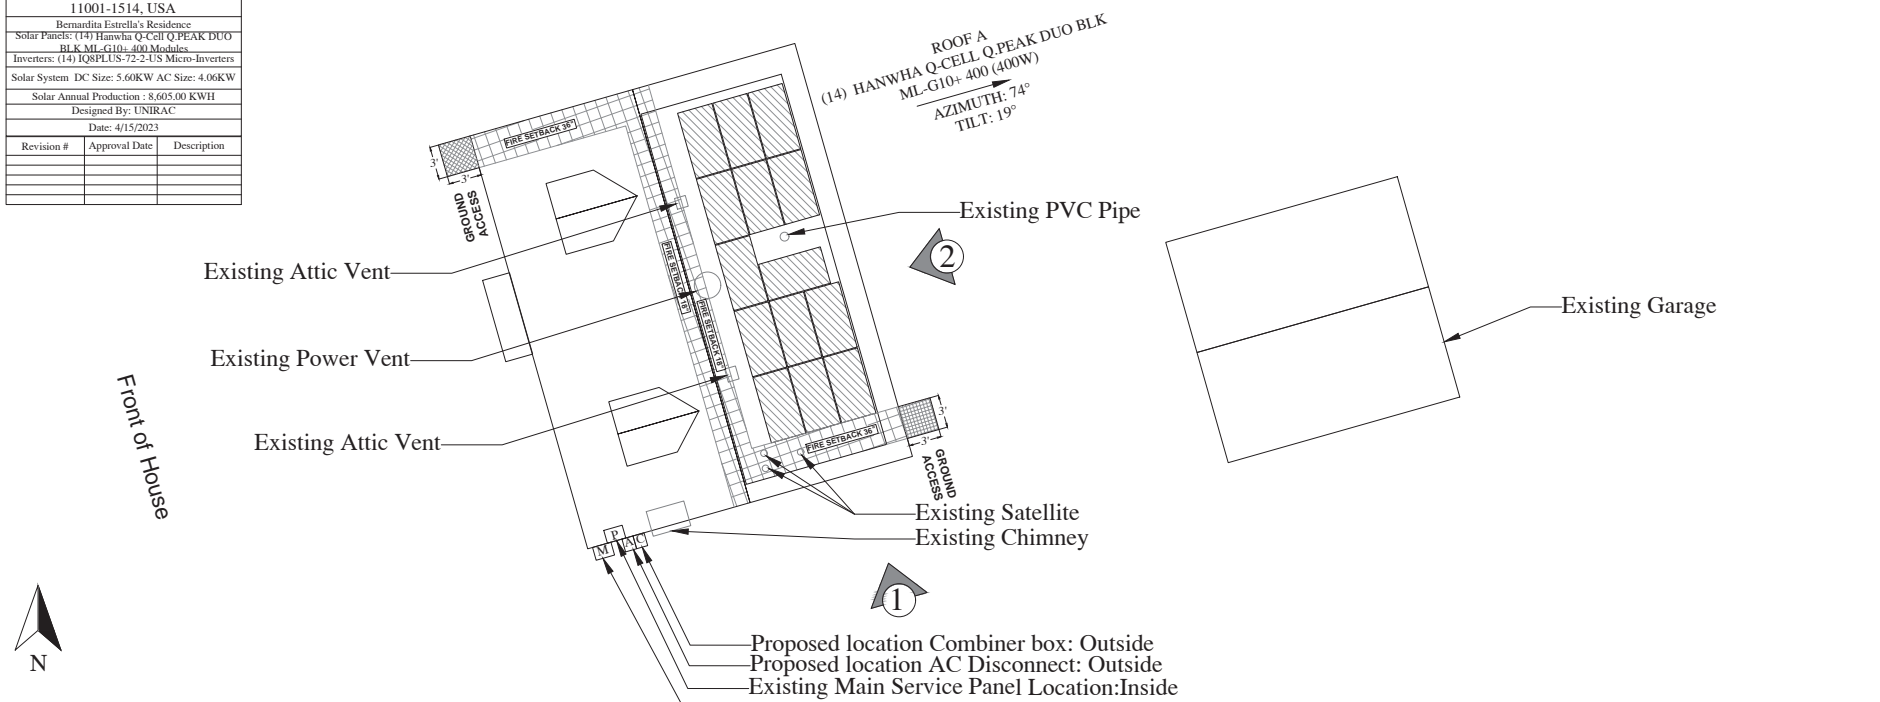 11001-1514, USA
Bernardita Estrella's Residence
Solar Panels: (14) Hanwha Q-Cell Q.PEAK DUO
BLK ML-G10+ 400 Modules
Inverters: (14) IQ8PLUS-72-2-US Micro-Inverters
Solar System DC Size: 5.60KW AC Size: 4.06KW
Solar Annual Production : 8,605.00 KWH
Designed By: UNIRAC
Date: 4/15/2023
Revision # Approval Date Description
ROOF A
(14) HANWHA Q-CELL Q.PEAK DUO BLK
ML-G10+ 400 (400W)
AZIMUTH: 74°
TILT: 19°
FIRE SETBACK 36"
3'
3'
GROUND
ACCESS
Existing PVC Pipe
2
Existing Attic Vent
FIRE SETBACK 18"
FIRE SETBACK 18"
Existing Garage
Existing Power Vent
Front of House
Existing Attic Vent
FIRE SETBACK 36"
3'
3'
GROUND
ACCESS
Existing Satellite
Existing Chimney
M
P
A
C
1
N
Proposed location Combiner box: Outside
Proposed location AC Disconnect: Outside
Existing Main Service Panel Location:Inside